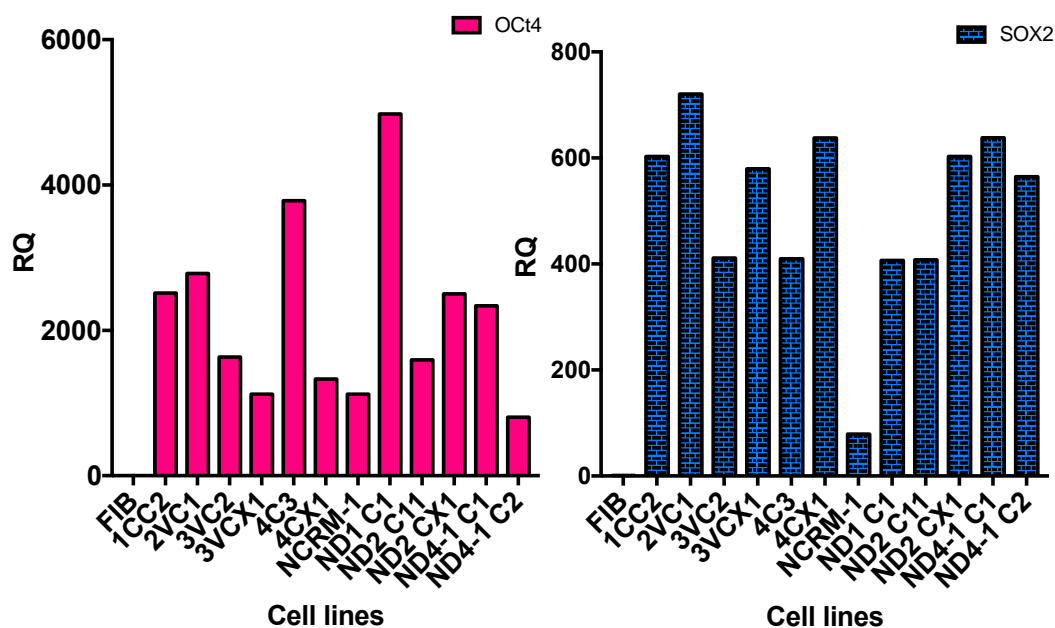 OCt4
6000
4000
2000
0
RQ
FIB
1CC2
2VC1
3VC2
3VCX1
4C3
4CX1
NCRM-1
ND1 C1
ND2 C11
ND2 CX1
ND4-1 C1
ND4-1 C2
Cell lines
SOX2
800
600
400
200
0
RQ
FIB
1CC2
2VC1
3VC2
3VCX1
4C3
4CX1
NCRM-1
ND1 C1
ND2 C11
ND2 CX1
ND4-1 C1
ND4-1 C2
Cell lines